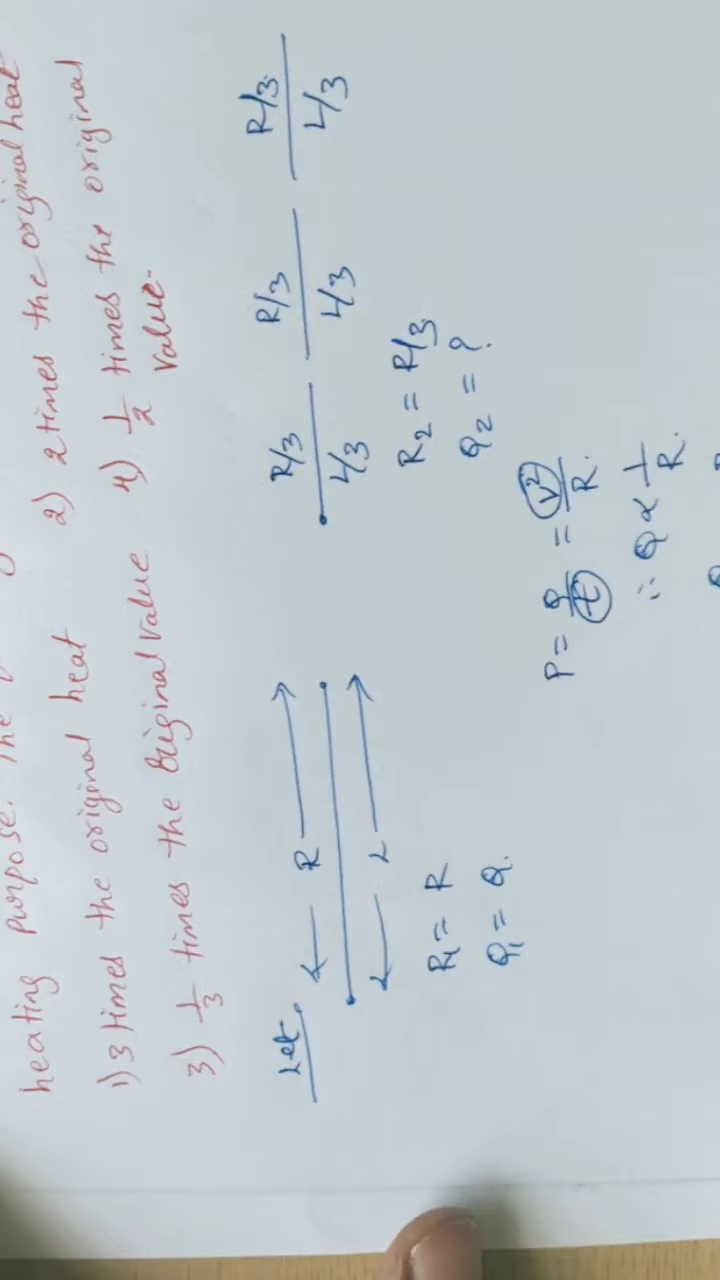 heating purpose. The
1) 3 times the original heat 2) 2 times the original heat
3) 1/3 times the Original Value 4) 1/2 times the original
value.
Let
R
L
R/3 R/3 R/3
L/3 L/3 L/3
R₁ = R
Q₁ = Q.
R₂ = R/3
Q₂ = ?
P = Q/t = V²/R.
∴ Q ∝ 1/R.